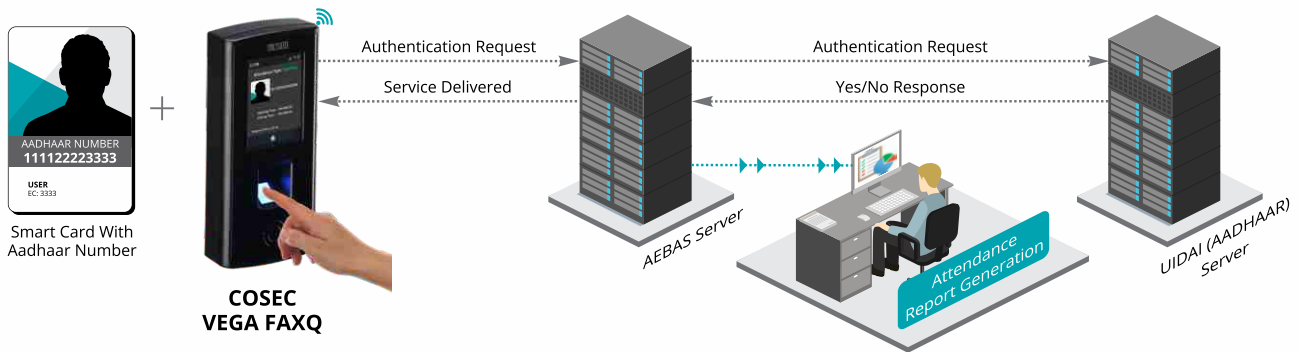 AADHAAR NUMBER
111122223333
USER
EC: 3333
Smart Card With
Aadhaar Number
COSEC
VEGA FAXQ
Authentication Request
Service Delivered
AEBAS Server
Authentication Request
Yes/No Response
Attendance
Report Generation
UIDAI (AADHAAR)
Server